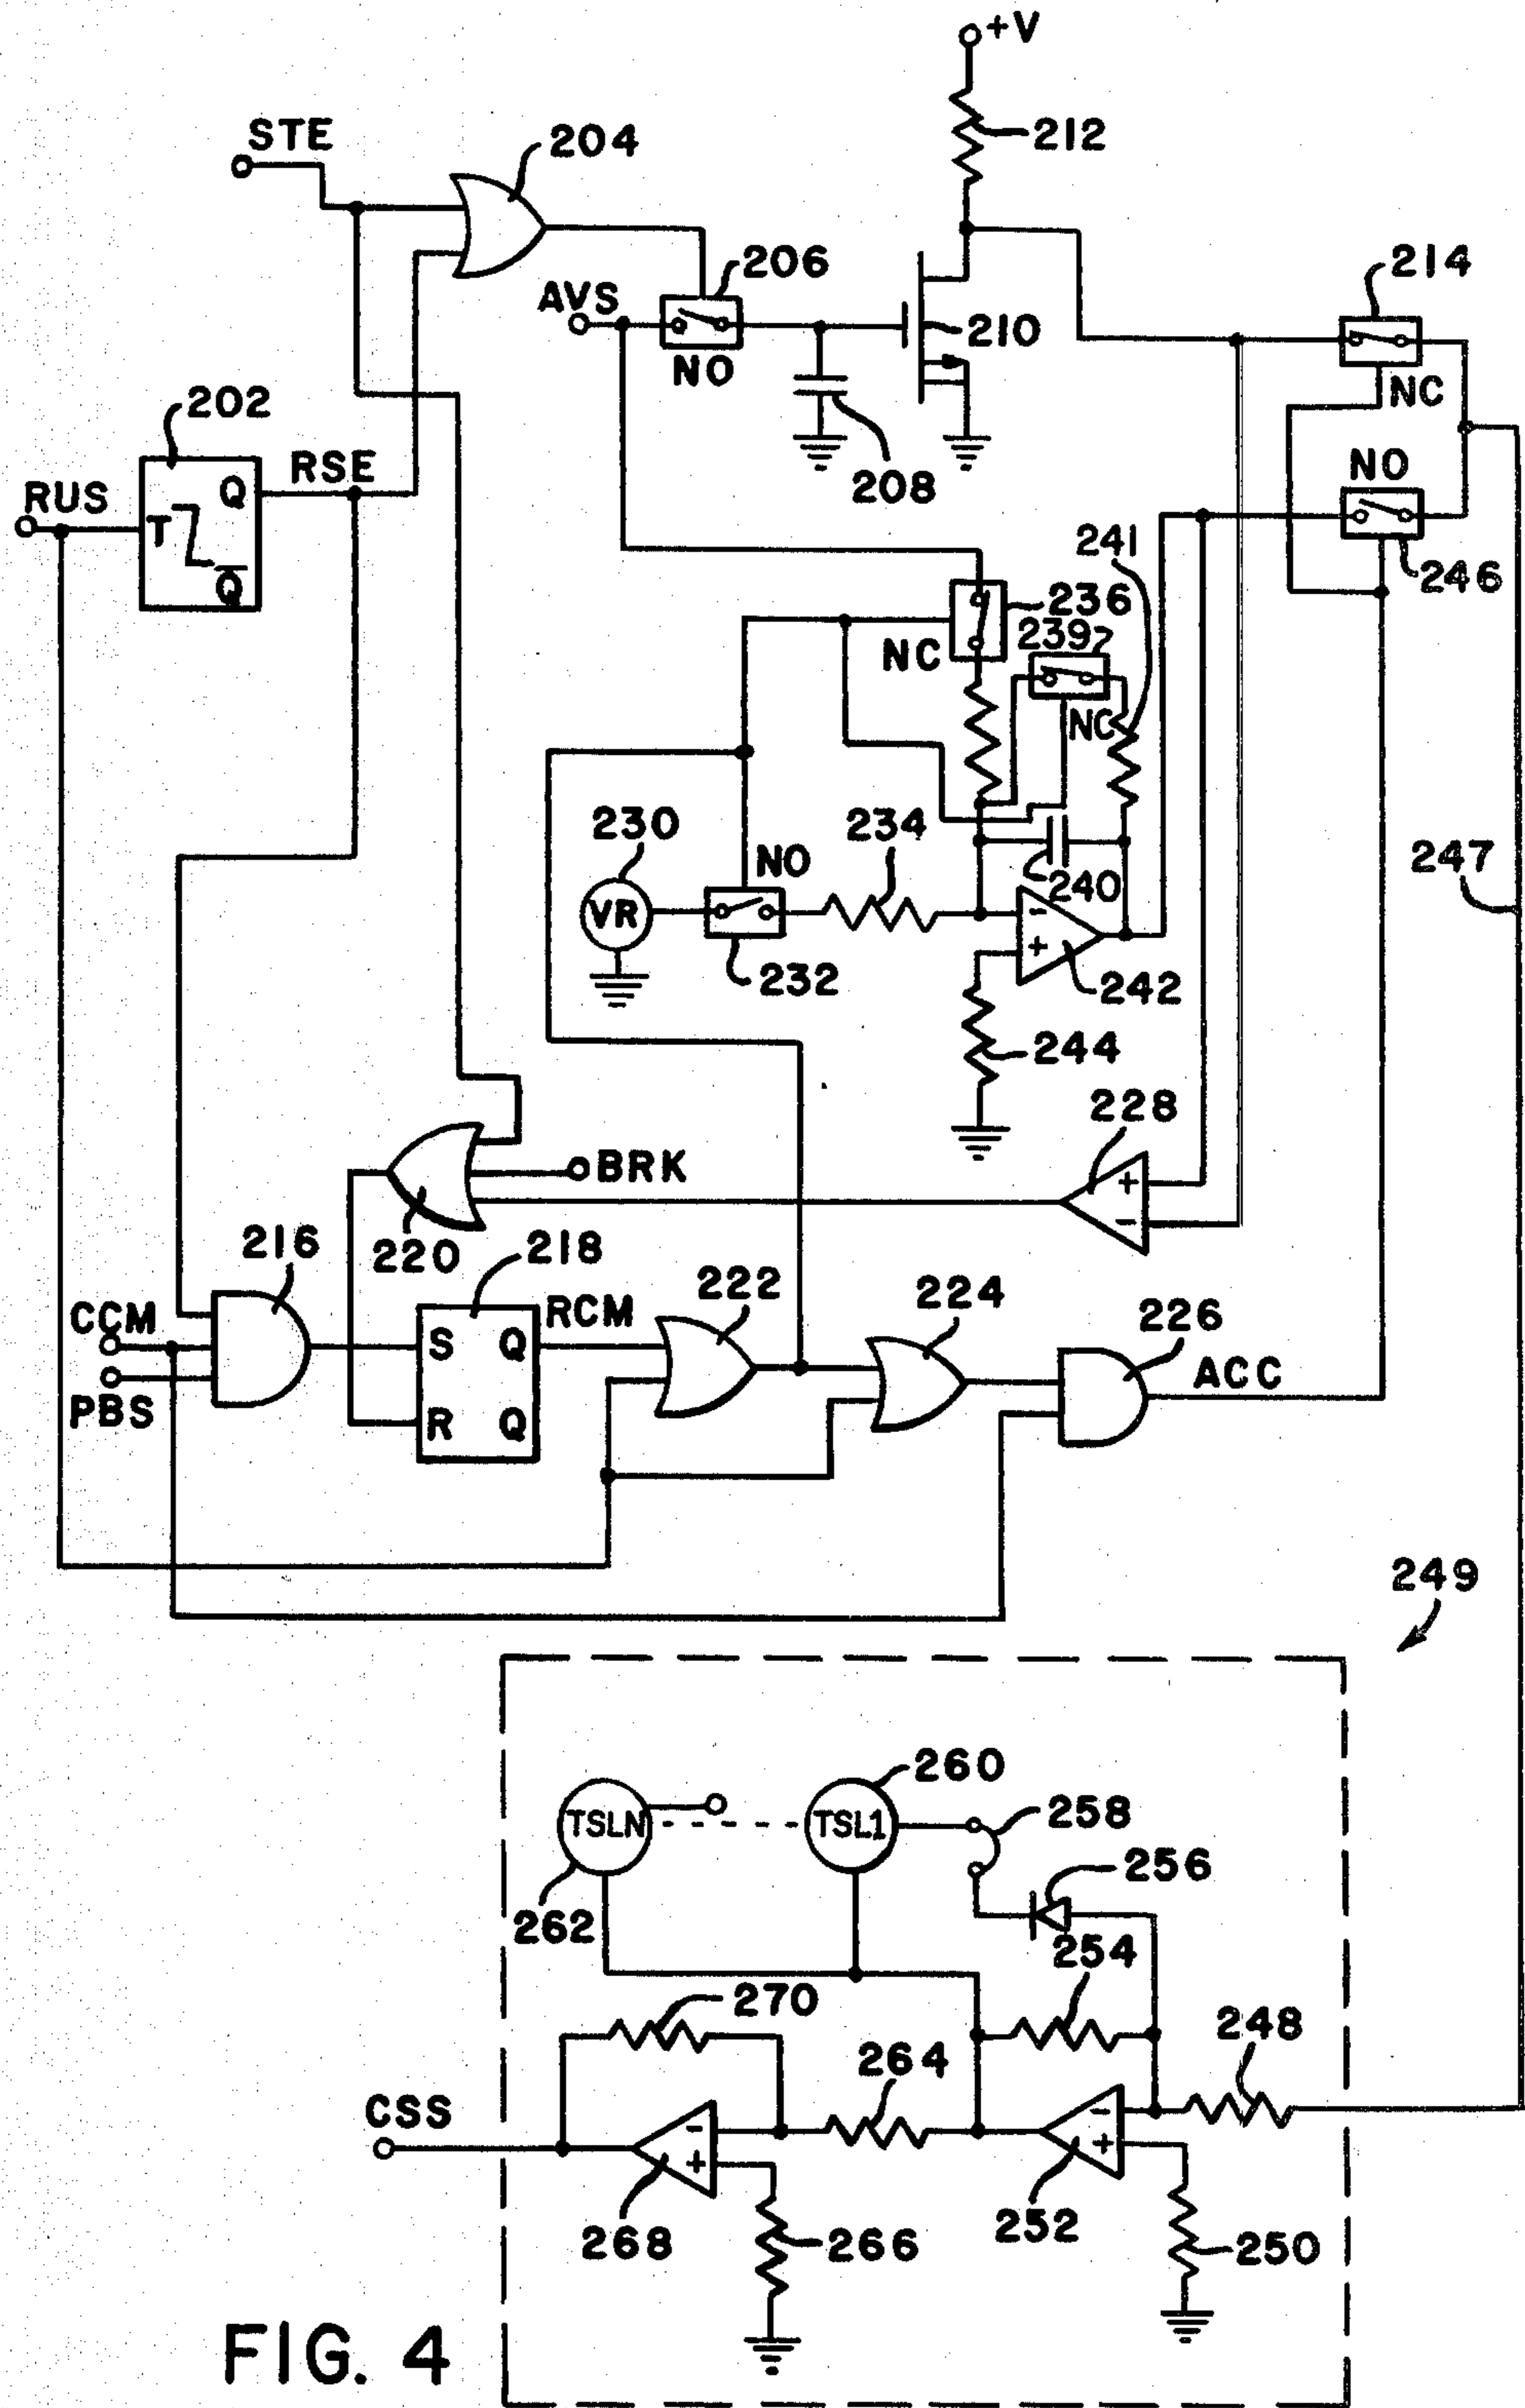 +V
STE
204
212
206
214
AVS
210
NO
NC
202
208
RSE
NO
RUS
Q
T
Q̅
241
246
236
239
NC
NC
230
234
NO
247
VR
240
-
+
232
242
244
228
BRK
+
-
216
220
218
222
224
226
CCM
RCM
S
Q
ACC
PBS
R
Q
249
260
TSLN
TSL1
258
256
262
254
270
248
264
CSS
-
+
-
+
268
266
252
250
FIG. 4